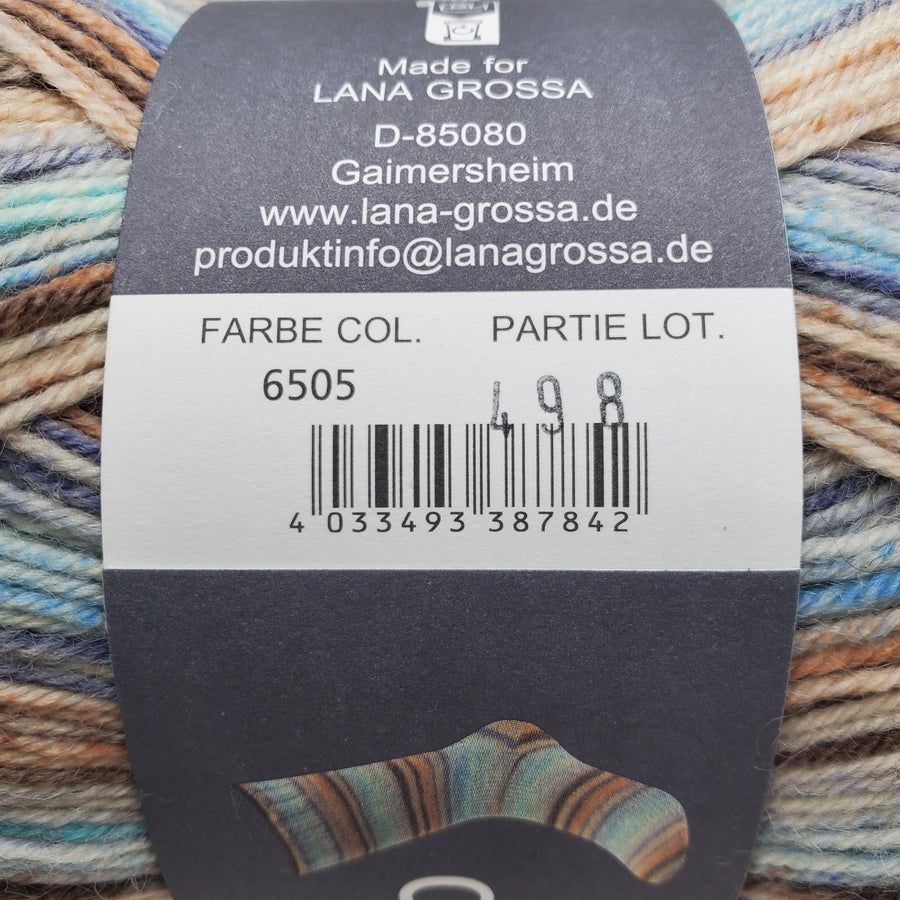 Made for
LANA GROSSA
D-85080
Gaimersheim
www.lana-grossa.de
produktinfo@lanagrossa.de
FARBE COL. PARTIE LOT.
6505 498
4 033493 387842